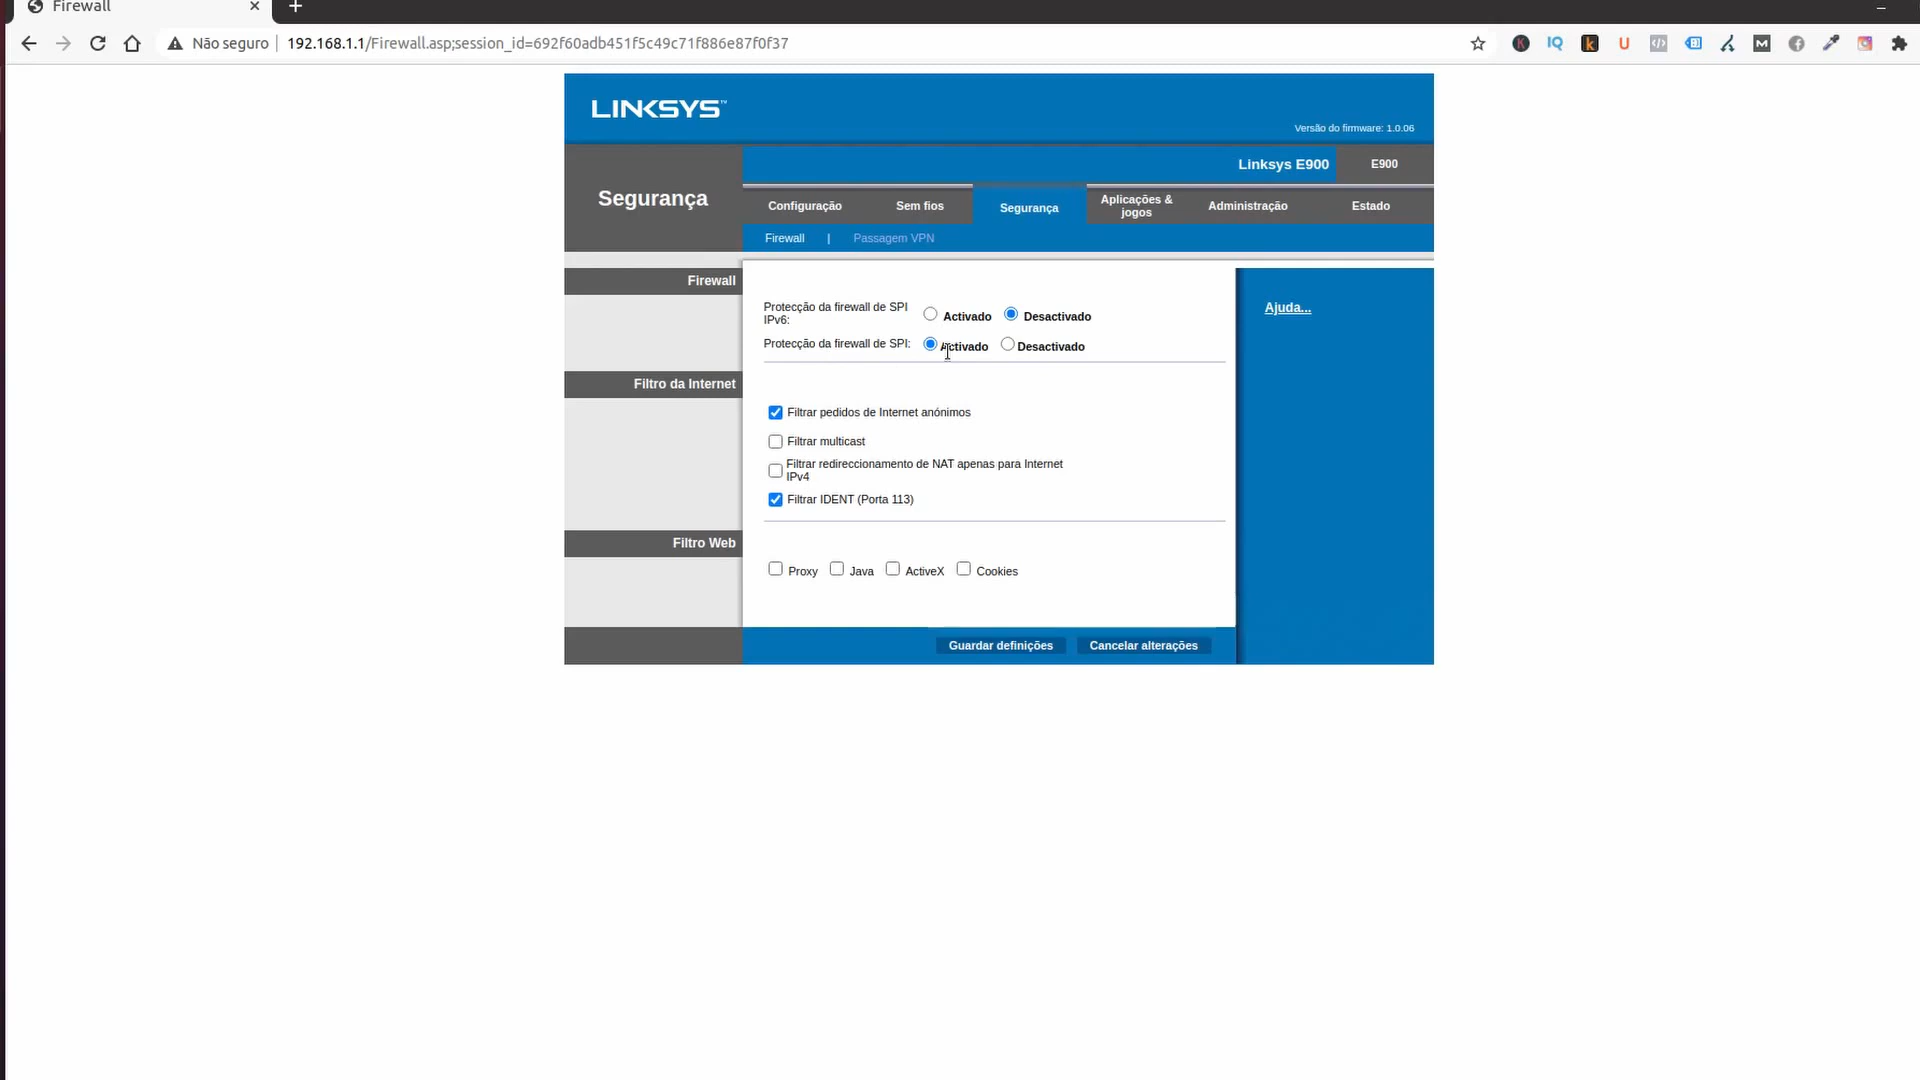 Firewall
Não seguro
192.168.1.1/Firewall.asp;session_id=692f60adb451f5c49c71f886e87f0f37
IQ
k
U
M
LINKSYS™
Versão do firmware: 1.0.06
Linksys E900
E900
Segurança
Configuração
Sem fios
Segurança
Aplicações &
jogos
Administração
Estado
Firewall | Passagem VPN
Firewall
Protecção da firewall de SPI
IPv6:
Activado
Desactivado
Protecção da firewall de SPI:
Activado
Desactivado
Ajuda...
Filtro da Internet
Filtrar pedidos de Internet anónimos
Filtrar multicast
Filtrar redireccionamento de NAT apenas para Internet
IPv4
Filtrar IDENT (Porta 113)
Filtro Web
Proxy
Java
ActiveX
Cookies
Guardar definições
Cancelar alterações